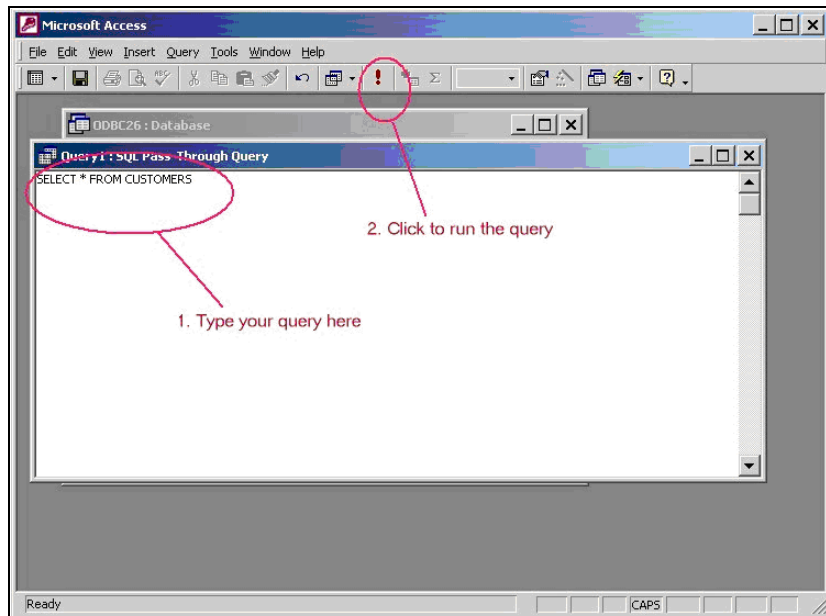 Microsoft Access
File Edit View Insert Query Tools Window Help
ODBC26 : Database
Query1 : SQL Pass-Through Query
SELECT * FROM CUSTOMERS
2. Click to run the query
1. Type your query here
Ready
CAPS